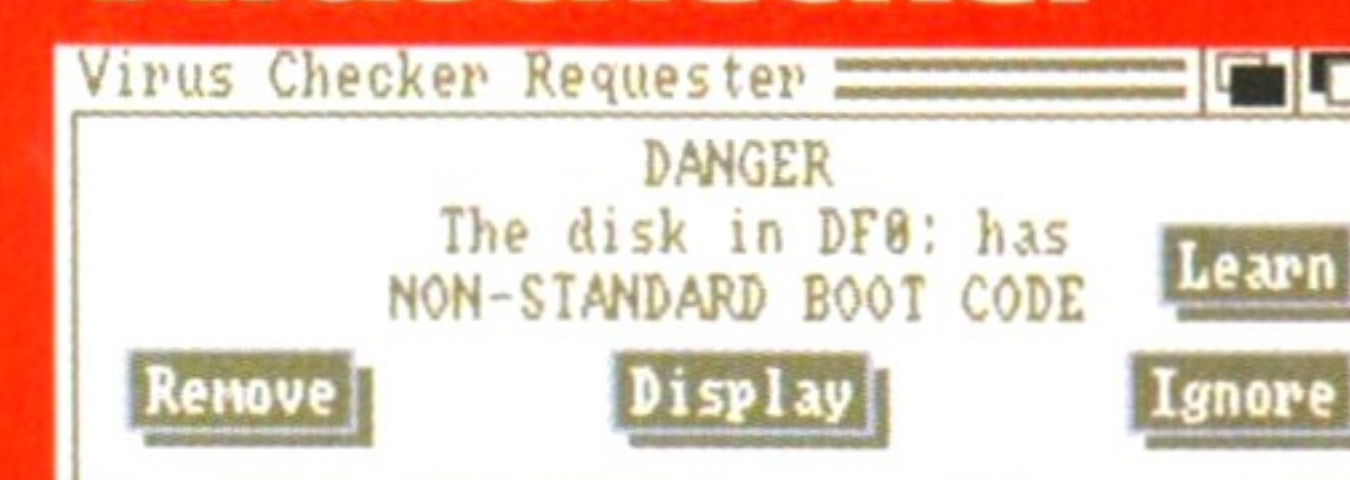 Virus Checker Requester
DANGER
The disk in DF0: has
NON-STANDARD BOOT CODE
Learn
Remove
Display
Ignore